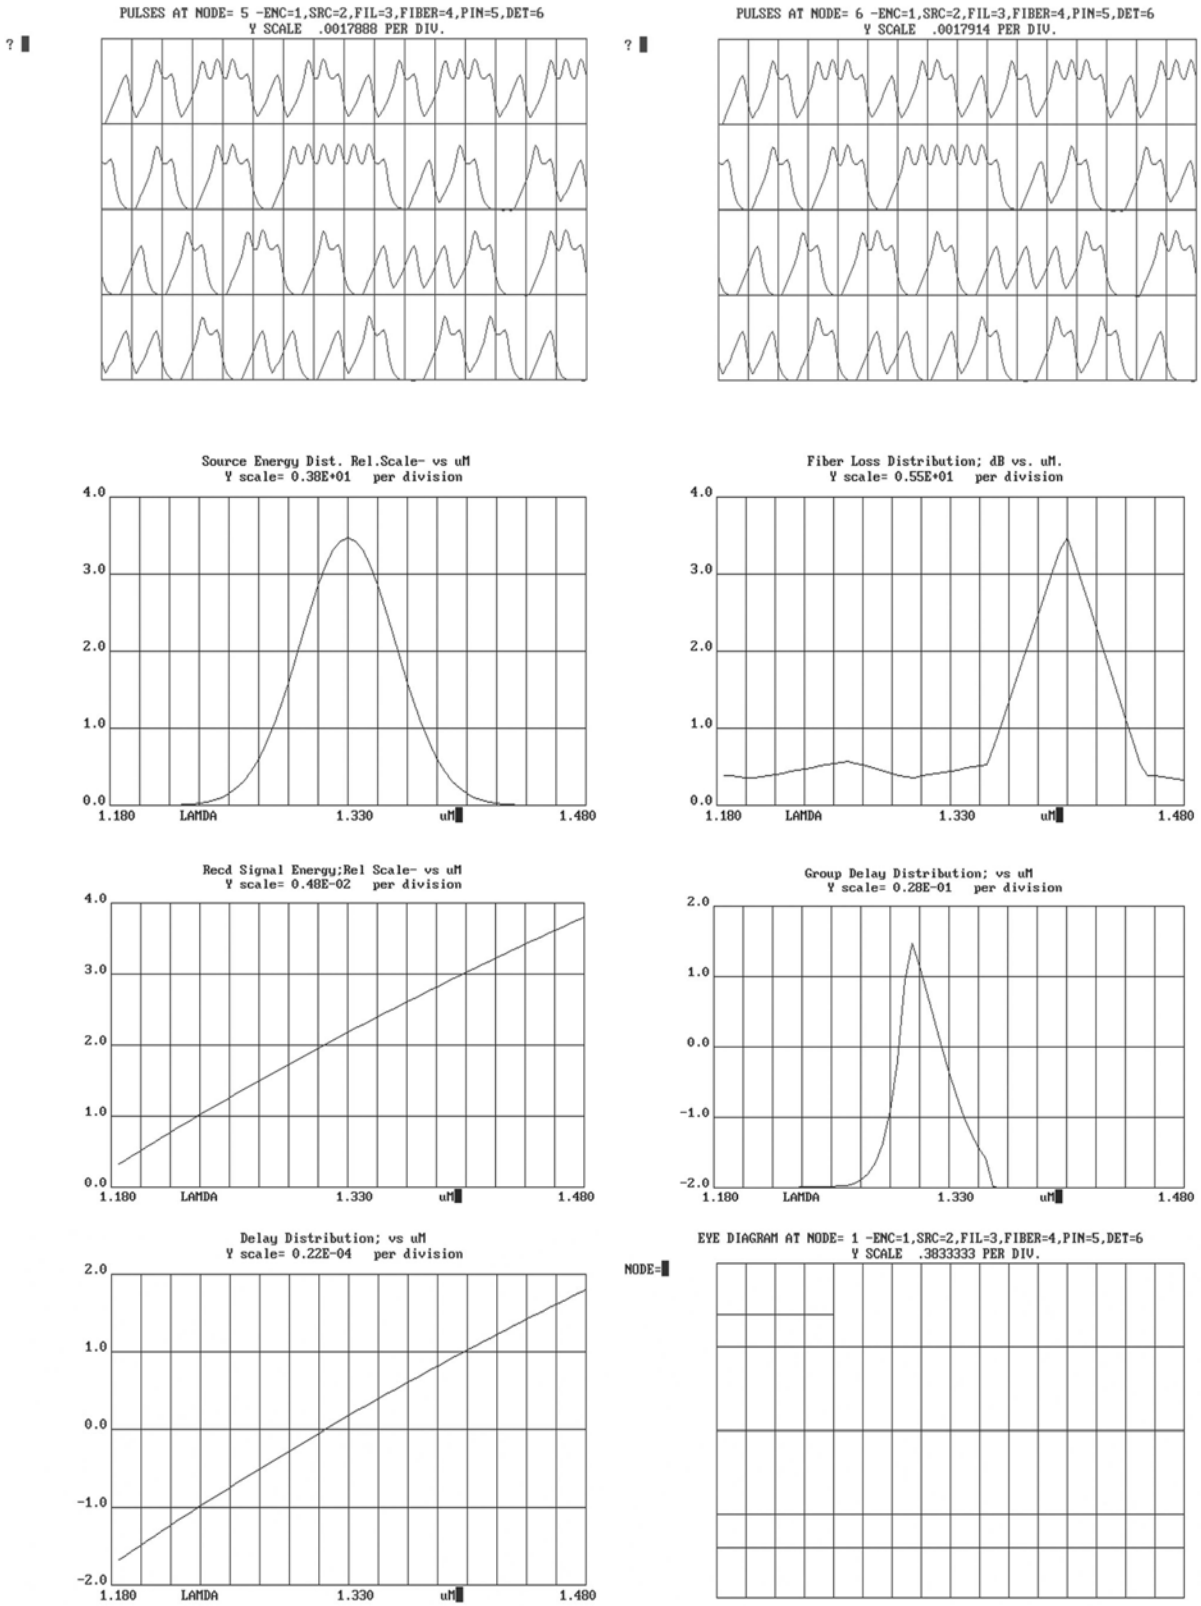 PULSES AT NODE= 5 -ENC=1,SRC=2,FIL=3,FIBER=4,PIN=5,DET=6
Y SCALE .0017888 PER DIV.
?
PULSES AT NODE= 6 -ENC=1,SRC=2,FIL=3,FIBER=4,PIN=5,DET=6
Y SCALE .0017914 PER DIV.
?
Source Energy Dist. Rel.Scale- vs uM
Y scale= 0.38E+01 per division
4.0
3.0
2.0
1.0
0.0
1.180 LAMDA 1.330 uM 1.480
Fiber Loss Distribution; dB vs. uM.
Y scale= 0.55E+01 per division
4.0
3.0
2.0
1.0
0.0
1.180 LAMDA 1.330 uM 1.480
Recd Signal Energy;Rel Scale- vs uM
Y scale= 0.48E-02 per division
4.0
3.0
2.0
1.0
0.0
1.180 LAMDA 1.330 uM 1.480
Group Delay Distribution; vs uM
Y scale= 0.28E-01 per division
2.0
1.0
0.0
-1.0
-2.0
1.180 LAMDA 1.330 uM 1.480
Delay Distribution; vs uM
Y scale= 0.22E-04 per division
2.0
1.0
0.0
-1.0
-2.0
1.180 LAMDA 1.330 uM 1.480
EYE DIAGRAM AT NODE= 1 -ENC=1,SRC=2,FIL=3,FIBER=4,PIN=5,DET=6
Y SCALE .3833333 PER DIV.
NODE=